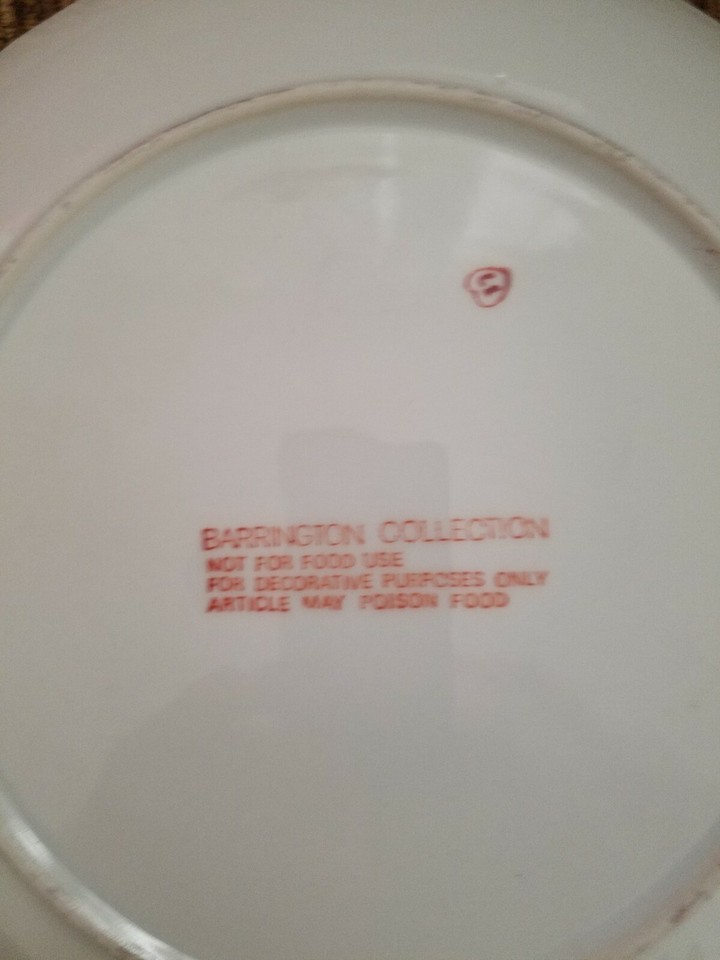 BARRINGTON COLLECTION
NOT FOR FOOD USE
FOR DECORATIVE PURPOSES ONLY
ARTICLE MAY POISON FOOD